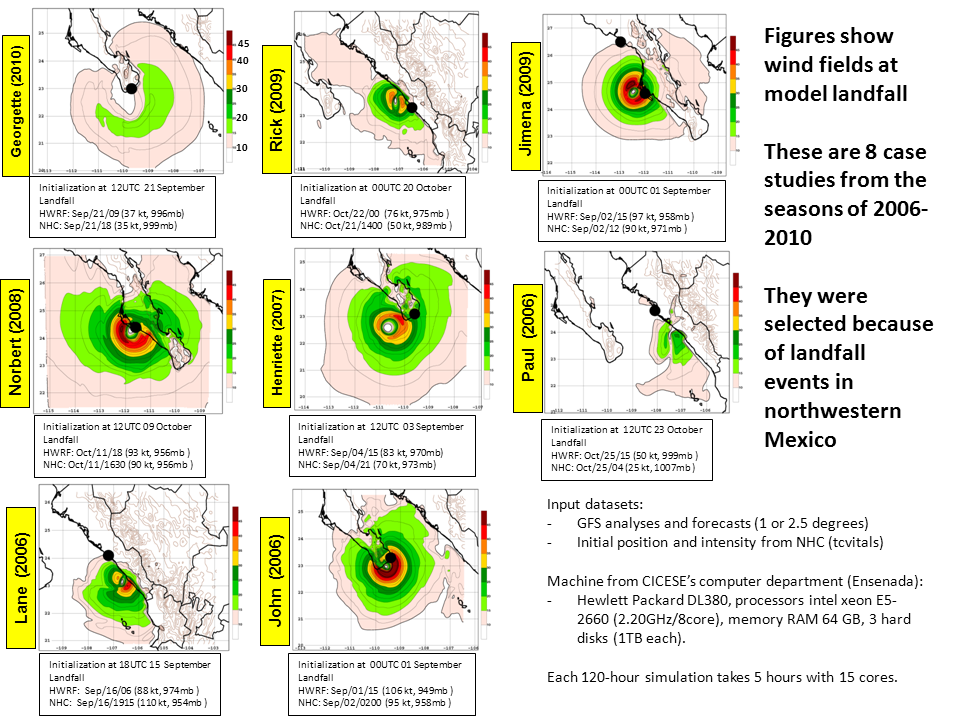 Georgette (2010)
45
40
30
20
10
Initialization at 12UTC 21 September
Landfall
HWRF: Sep/21/09 (37 kt, 996mb)
NHC: Sep/21/18 (35 kt, 999mb)
Rick (2009)
Initialization at 00UTC 20 October
Landfall
HWRF: Oct/22/00 (76 kt, 975mb )
NHC: Oct/21/1400 (50 kt, 989mb )
Jimena (2009)
Initialization at 00UTC 01 September
Landfall
HWRF: Sep/02/15 (97 kt, 958mb )
NHC: Sep/02/12 (90 kt, 971mb )
Figures show
wind fields at
model landfall
These are 8 case
studies from the
seasons of 2006-
2010
They were
selected because
of landfall
events in
northwestern
Mexico
Norbert (2008)
Initialization at 12UTC 09 October
Landfall
HWRF: Oct/11/18 (93 kt, 956mb )
NHC: Oct/11/1630 (90 kt, 956mb )
Henriette (2007)
Initialization at 12UTC 03 September
Landfall
HWRF: Sep/04/15 (83 kt, 970mb)
NHC: Sep/04/21 (70 kt, 973mb)
Paul (2006)
Initialization at 12UTC 23 October
Landfall
HWRF: Oct/25/15 (50 kt, 999mb )
NHC: Oct/25/04 (25 kt, 1007mb )
Lane (2006)
Initialization at 18UTC 15 September
Landfall
HWRF: Sep/16/06 (88 kt, 974mb )
NHC: Sep/16/1915 (110 kt, 954mb )
John (2006)
Initialization at 00UTC 01 September
Landfall
HWRF: Sep/01/15 (106 kt, 949mb )
NHC: Sep/02/0200 (95 kt, 958mb )
Input datasets:
- GFS analyses and forecasts (1 or 2.5 degrees)
- Initial position and intensity from NHC (tcvitals)
Machine from CICESE's computer department (Ensenada):
- Hewlett Packard DL380, processors intel xeon E5-
2660 (2.20GHz/8core), memory RAM 64 GB, 3 hard
disks (1TB each).
Each 120-hour simulation takes 5 hours with 15 cores.